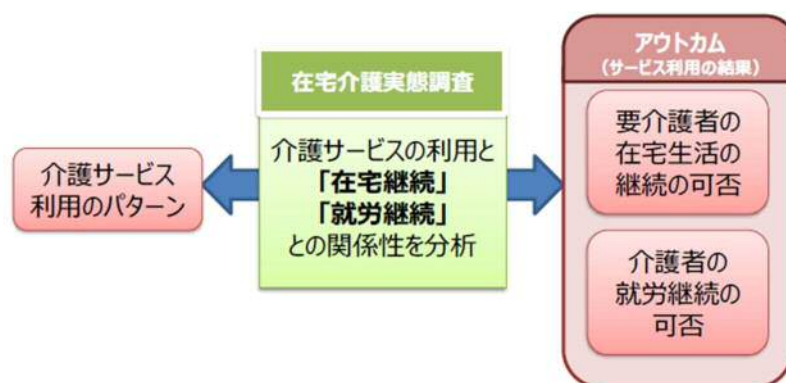 介護サービス
利用のパターン
在宅介護実態調査
介護サービスの利用と
「在宅継続」
「就労継続」
との関係性を分析
アウトカム
（サービス利用の結果）
要介護者の
在宅生活の
継続の可否
介護者の
就労継続の
可否